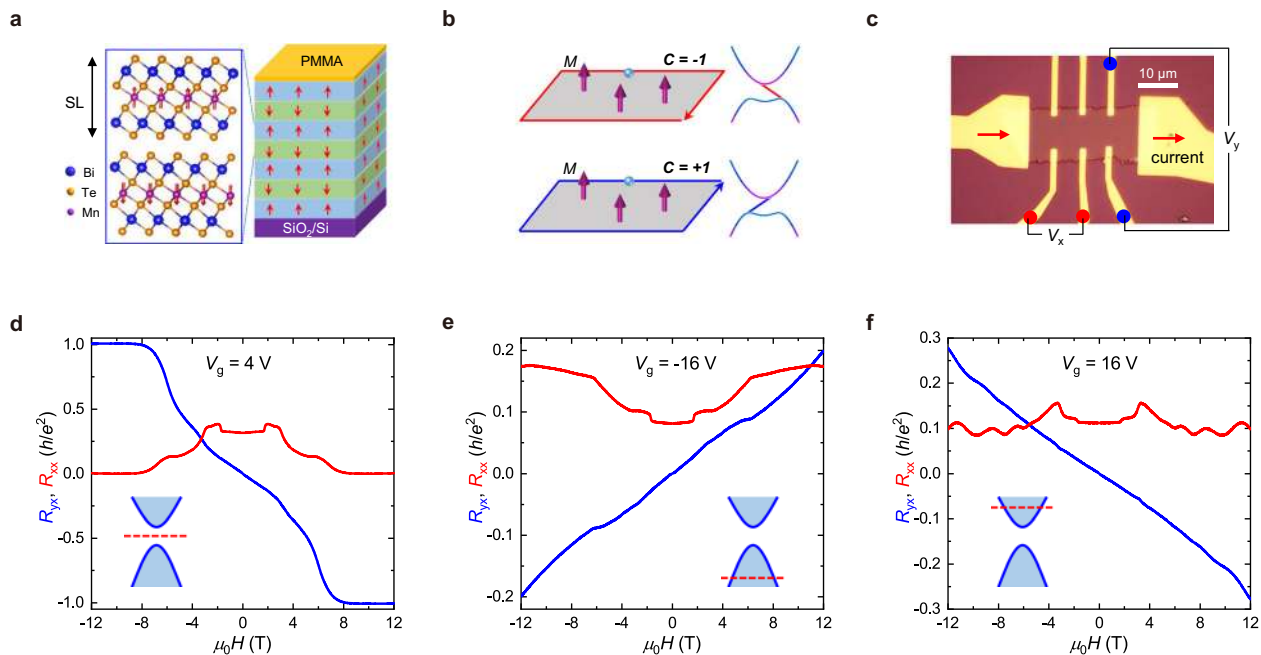 a
PMMA
SL
Bi
Te
Mn
SiO2/Si
b
M
C = -1
M
C = +1
c
10 μm
current
Vy
Vx
d
Vg = 4 V
Ryx, Rxx (h/e2)
1.0
0.5
0.0
-0.5
-1.0
-12 -8 -4 0 4 8 12
μ0H (T)
e
Vg = -16 V
Ryx, Rxx (h/e2)
0.2
0.1
0.0
-0.1
-0.2
-12 -8 -4 0 4 8 12
μ0H (T)
f
Vg = 16 V
Ryx, Rxx (h/e2)
0.3
0.2
0.1
0.0
-0.1
-0.2
-0.3
-12 -8 -4 0 4 8 12
μ0H (T)